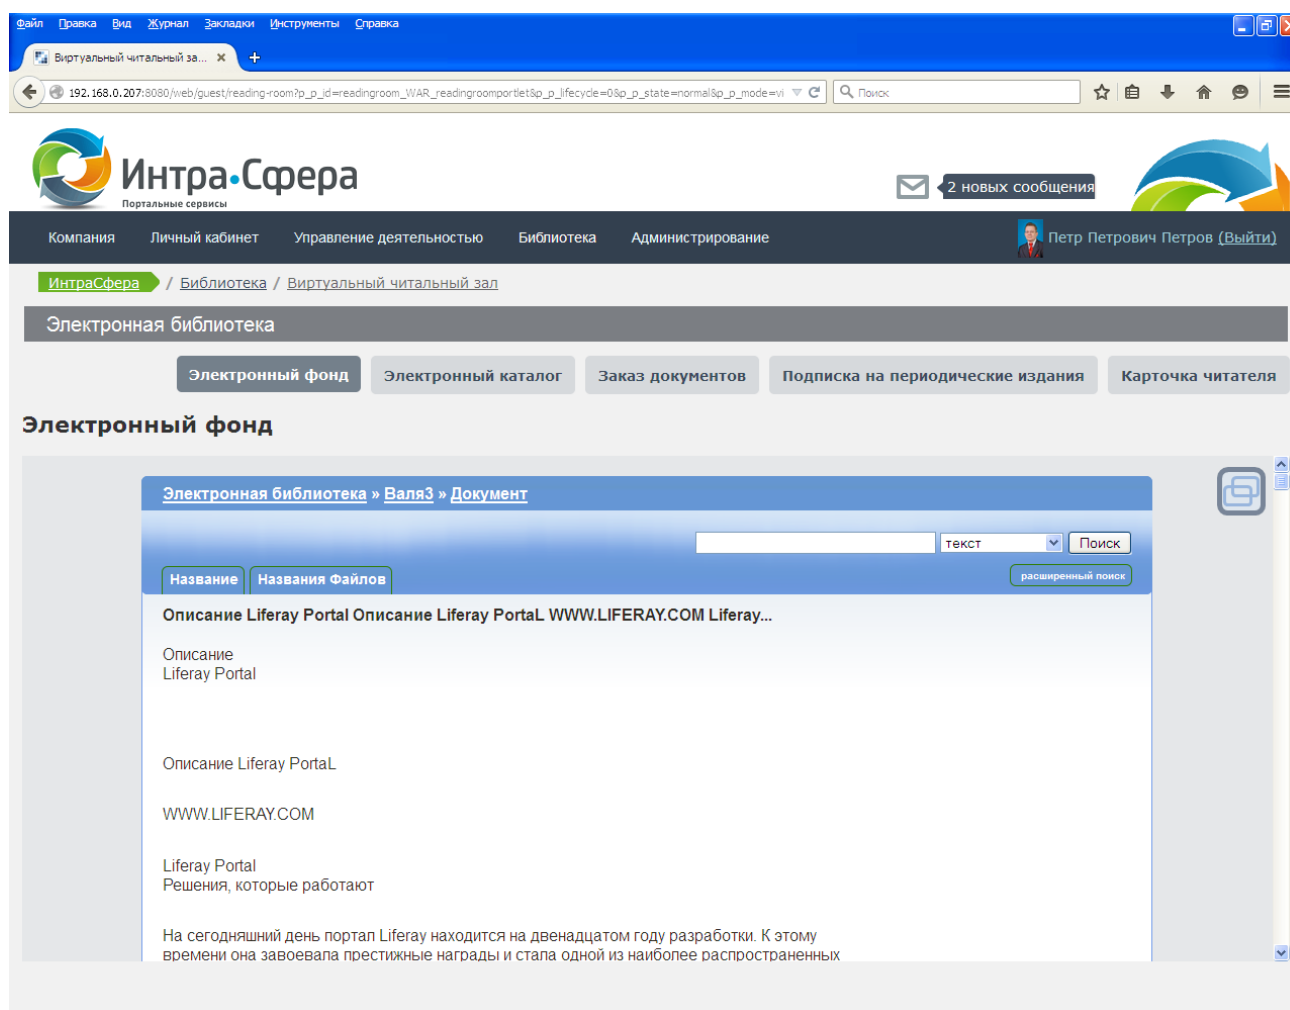 Файл Правка Вид Журнал Закладки Инструменты Справка
Виртуальный читальный за...
192.168.0.207:8080/web/guest/reading-room?p_p_id=readingroom_WAR_readingroomportlet&p_p_lifecycle=0&p_p_state=normal&p_p_mode=vi Поиск
Интра•Сфера
Портальные сервисы
2 новых сообщения
Компания Личный кабинет Управление деятельностью Библиотека Администрирование Петр Петрович Петров (Выйти)
ИнтраСфера / Библиотека / Виртуальный читальный зал
Электронная библиотека
Электронный фонд Электронный каталог Заказ документов Подписка на периодические издания Карточка читателя
Электронный фонд
Электронная библиотека » Валя3 » Документ
текст Поиск
Название Названия Файлов расширенный поиск
Описание Liferay Portal Описание Liferay PortaL WWW.LIFERAY.COM Liferay...
Описание
Liferay Portal
Описание Liferay PortaL
WWW.LIFERAY.COM
Liferay Portal
Решения, которые работают
На сегодняшний день портал Liferay находится на двенадцатом году разработки. К этому
времени она завоевала престижные награды и стала одной из наиболее распространенных